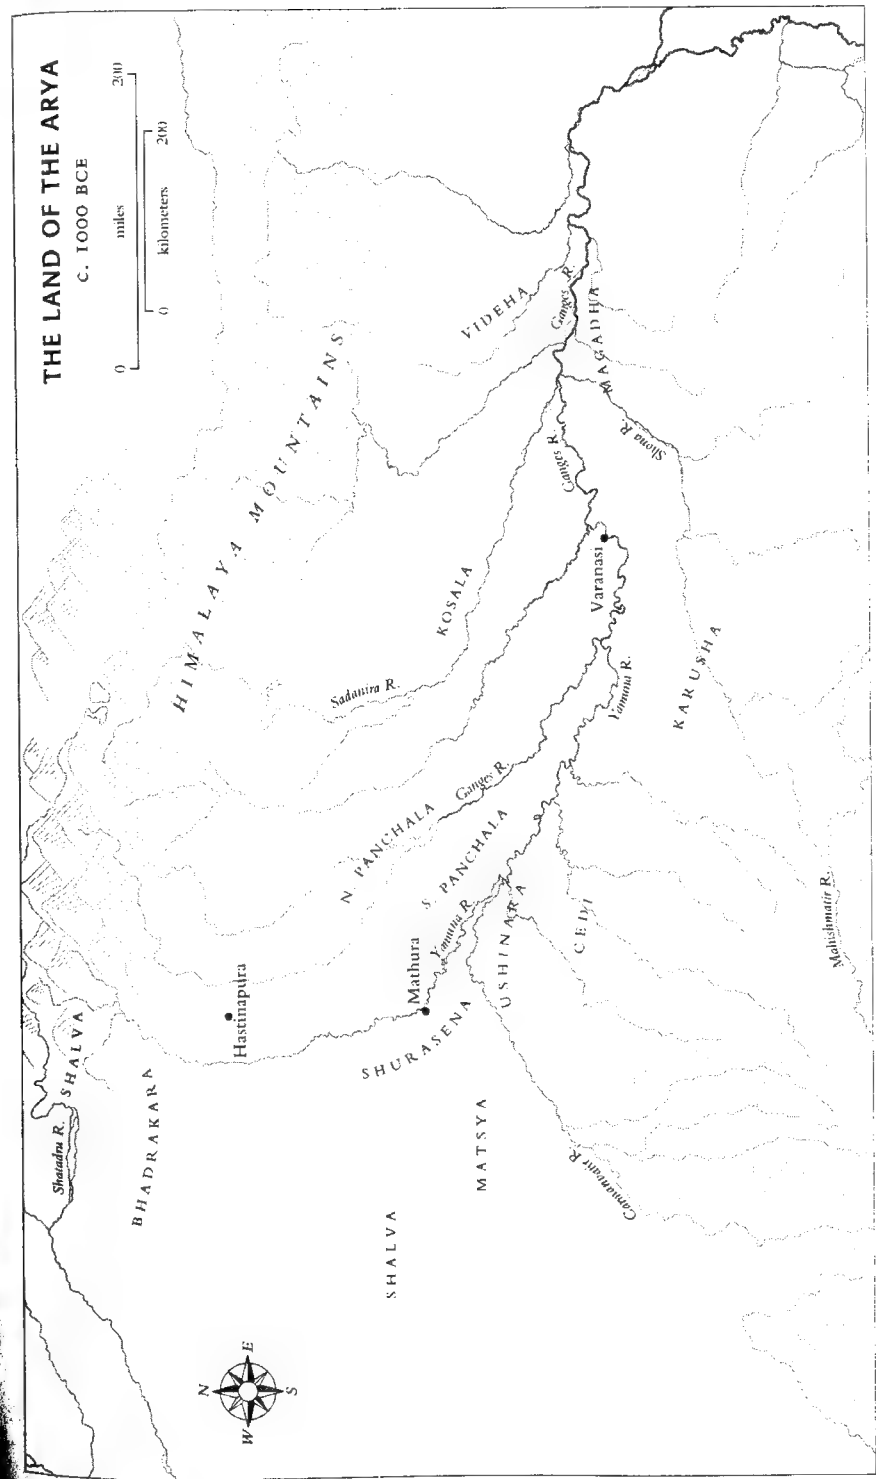 THE LAND OF THE ARYA
C. 1000 BCE
0 miles 200
0 kilometers 200
HIMALAYA MOUNTAINS
SHALVA
Shatadru R.
BHADRAKARA
Hastinapura
N. PANCHALA
Sadanira R.
KOSALA
VIDEHA
Ganges R.
S. PANCHALA
Ganges R.
Ganges R.
MAGADHA
Mathura
Yamuna R.
SHURASENA
USHINARA
SHALVA
MATSYA
CEDI
Yamuna R.
Varanasi
Shona R.
KARUSHA
Carmanvatir R.
Mahishmatir R.
N
W
E
S